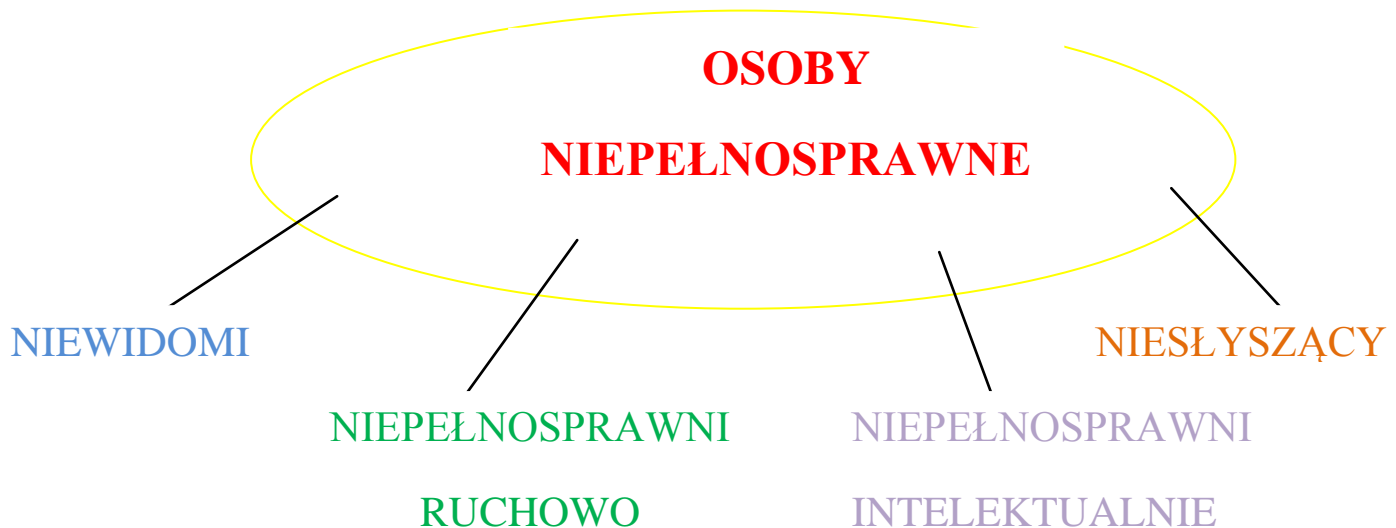 OSOBY
NIEPEŁNOSPRAWNE
NIEWIDOMI
NIESŁYSZĄCY
NIEPEŁNOSPRAWNI
RUCHOWO
NIEPEŁNOSPRAWNI
INTELEKTUALNIE